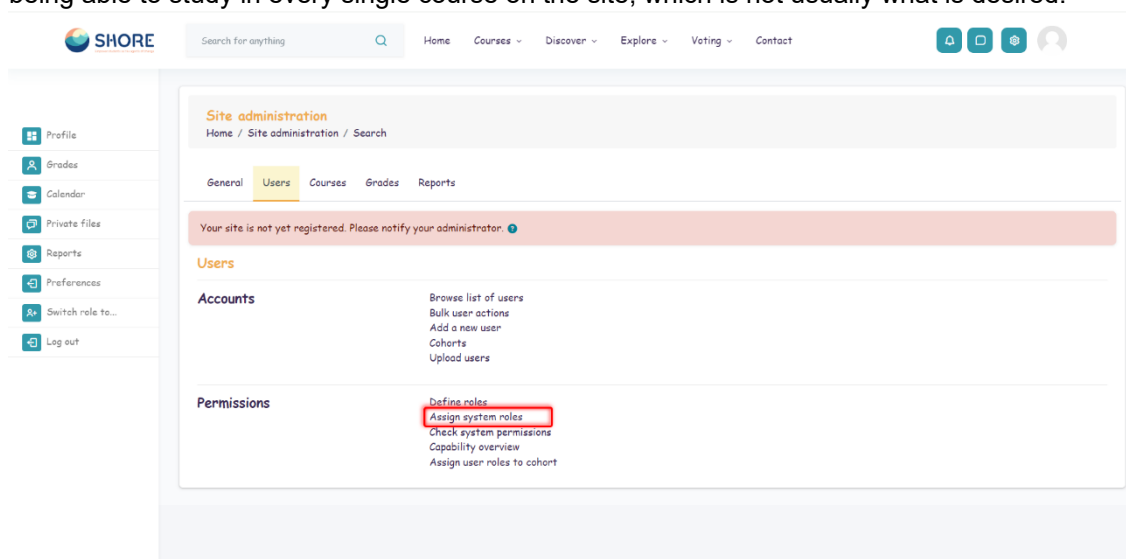 being able to study in every single course on the site, which is not usually what is desired.
SHORE
Search for anything
Home Courses Discover Explore Voting Contact
Site administration
Home / Site administration / Search
Profile
Grades
Calendar
Private files
Reports
Preferences
Switch role to...
Log out
General Users Courses Grades Reports
Your site is not yet registered. Please notify your administrator.
Users
Accounts
Browse list of users
Bulk user actions
Add a new user
Cohorts
Upload users
Permissions
Define roles
Assign system roles
Check system permissions
Capability overview
Assign user roles to cohort